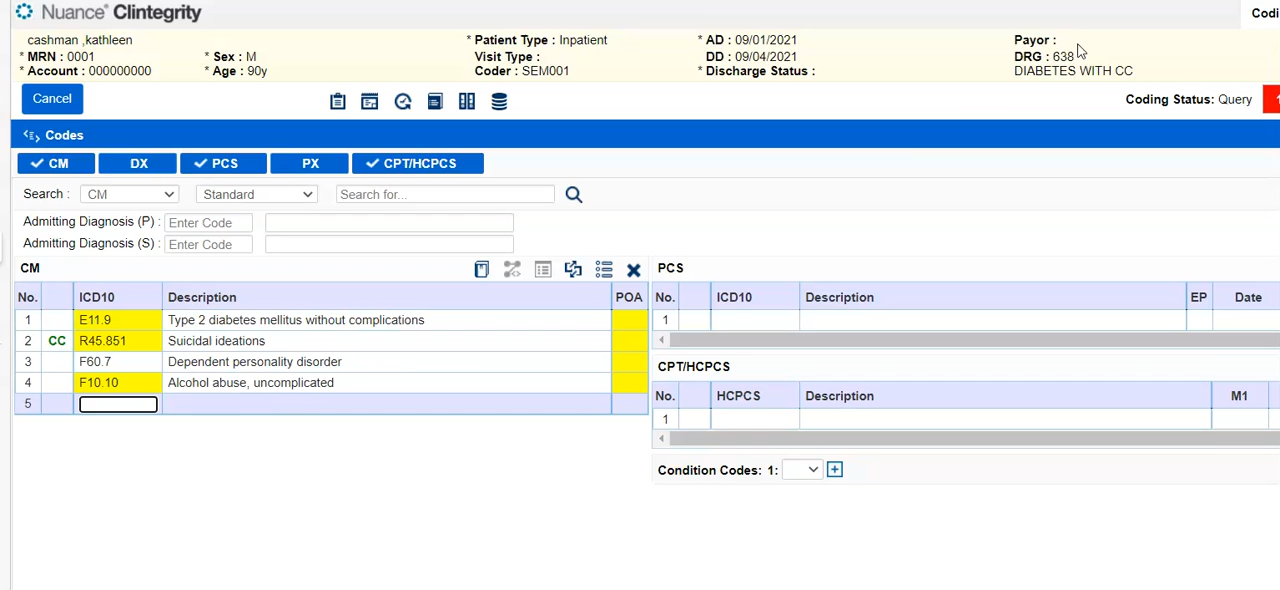 Nuance® Clintegrity
Codi
cashman ,kathleen
* Patient Type : Inpatient
* AD : 09/01/2021
Payor :
* MRN : 0001
* Sex : M
Visit Type :
DD : 09/04/2021
DRG : 638
* Account : 000000000
* Age : 90y
Coder : SEM001
* Discharge Status :
DIABETES WITH CC
Cancel
Coding Status: Query
Codes
CM
DX
PCS
PX
CPT/HCPCS
Search :
CM
Standard
Search for...
Admitting Diagnosis (P) :
Enter Code
Admitting Diagnosis (S) :
Enter Code
CM
No. ICD10 Description POA
1 E11.9 Type 2 diabetes mellitus without complications
2 CC R45.851 Suicidal ideations
3 F60.7 Dependent personality disorder
4 F10.10 Alcohol abuse, uncomplicated
5
PCS
No. ICD10 Description EP Date
1
CPT/HCPCS
No. HCPCS Description M1
1
Condition Codes: 1: